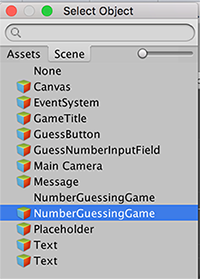 Select Object
Assets Scene
None
Canvas
EventSystem
GameTitle
GuessButton
GuessNumberInputField
Main Camera
Message
NumberGuessingGame
NumberGuessingGame
Placeholder
Text
Text